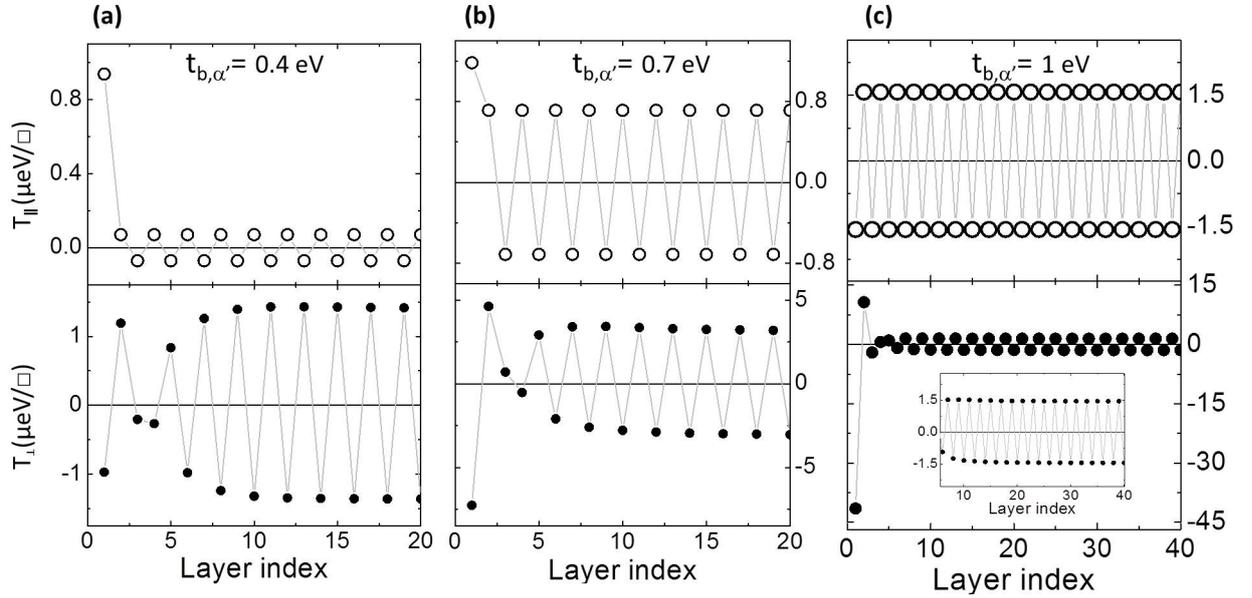 (a) (b) (c)
t_b,α'= 0.4 eV t_b,α'= 0.7 eV t_b,α'= 1 eV
T_||(μeV/□)
0.8
0.4
0.0
0.8
0.0
-0.8
1.5
0.0
-1.5
T_⊥(μeV/□)
1
0
-1
5
0
-5
15
0
-15
-30
-45
1.5
0.0
-1.5
10 20 30 40
Layer index
0 5 10 15 20
Layer index
0 5 10 15 20
Layer index
0 10 20 30 40
Layer index